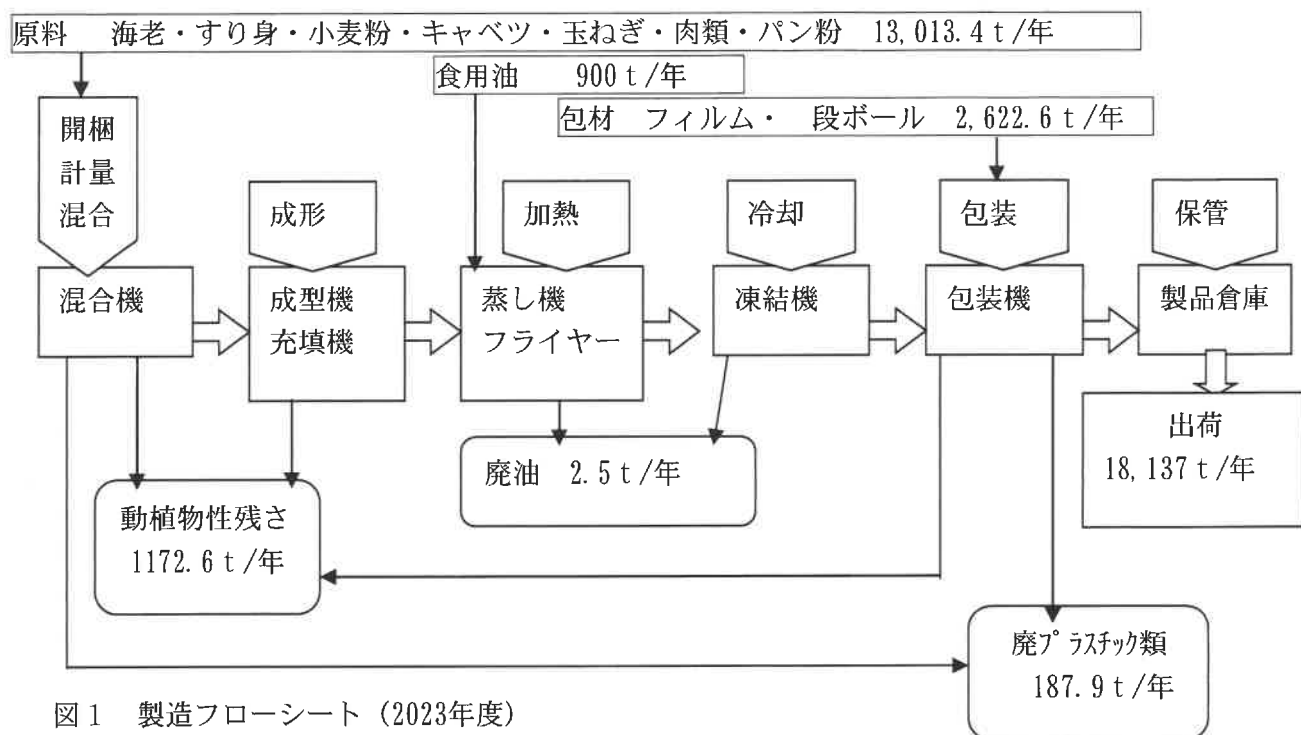 原料　海老・すり身・小麦粉・キャベツ・玉ねぎ・肉類・パン粉　13,013.4ｔ/年
食用油　900ｔ/年
包材　フィルム・　段ボール　2,622.6ｔ/年
開梱
計量
混合
成形
加熱
冷却
包装
保管
混合機
成型機
充填機
蒸し機
フライヤー
凍結機
包装機
製品倉庫
出荷
18,137ｔ/年
廃油　2.5ｔ/年
動植物性残さ
1172.6ｔ/年
廃プラスチック類
187.9ｔ/年
図１　製造フローシート（2023年度）